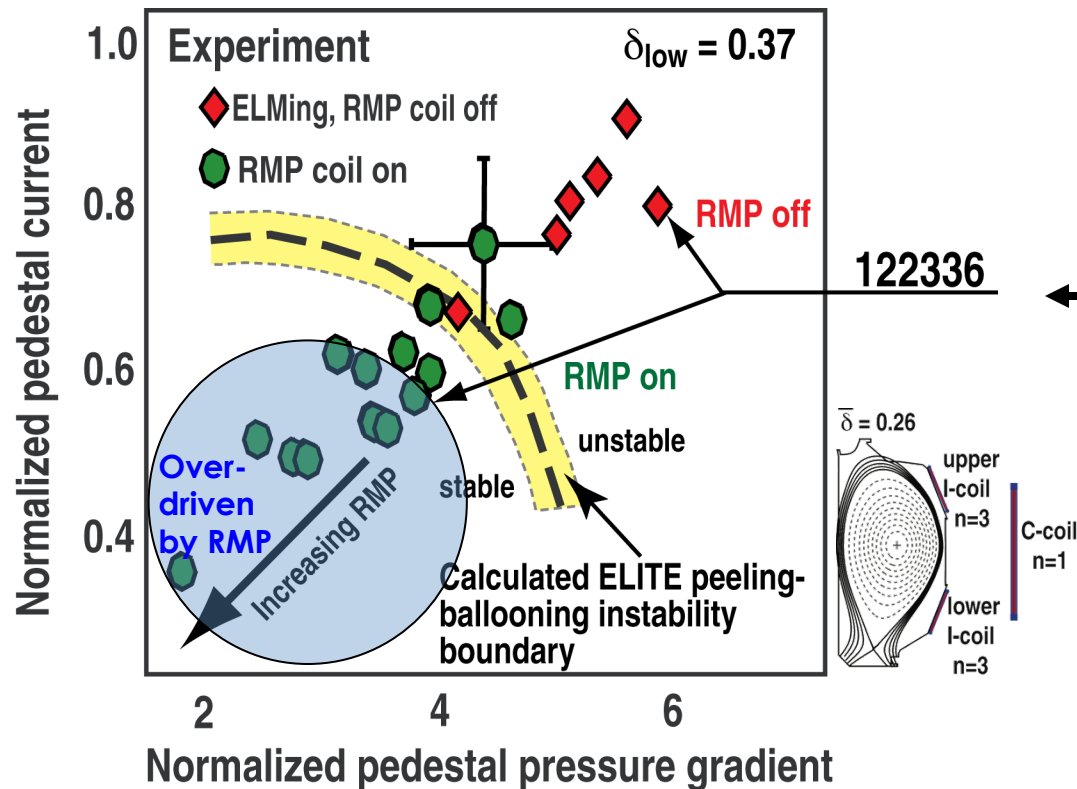 Experiment
δlow = 0.37
ELMing, RMP coil off
RMP coil on
1.0
0.8
0.6
0.4
Normalized pedestal current
RMP off
122336
RMP on
unstable
stable
Over-
driven
by RMP
Increasing RMP
Calculated ELITE peeling-
ballooning instability
boundary
2 4 6
Normalized pedestal pressure gradient
δ̅ = 0.26
upper
I-coil
n=3
C-coil
n=1
lower
I-coil
n=3